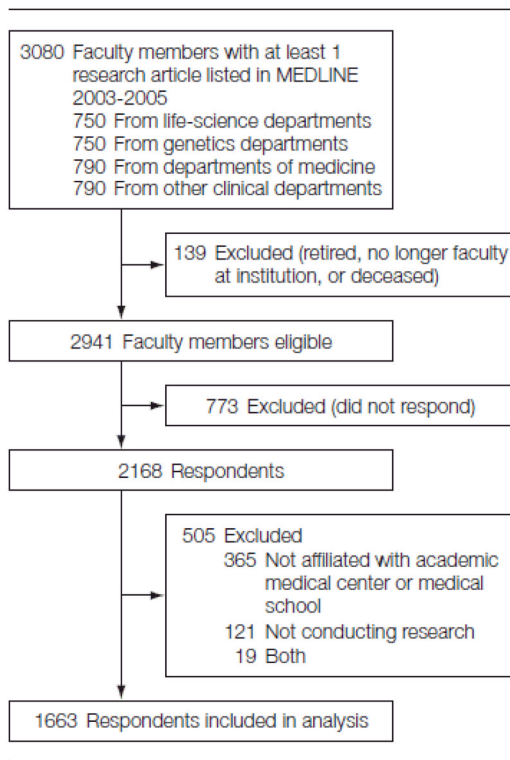 3080 Faculty members with at least 1
research article listed in MEDLINE
2003-2005
750 From life-science departments
750 From genetics departments
790 From departments of medicine
790 From other clinical departments
139 Excluded (retired, no longer faculty
at institution, or deceased)
2941 Faculty members eligible
773 Excluded (did not respond)
2168 Respondents
505 Excluded
365 Not affiliated with academic
medical center or medical
school
121 Not conducting research
19 Both
1663 Respondents included in analysis